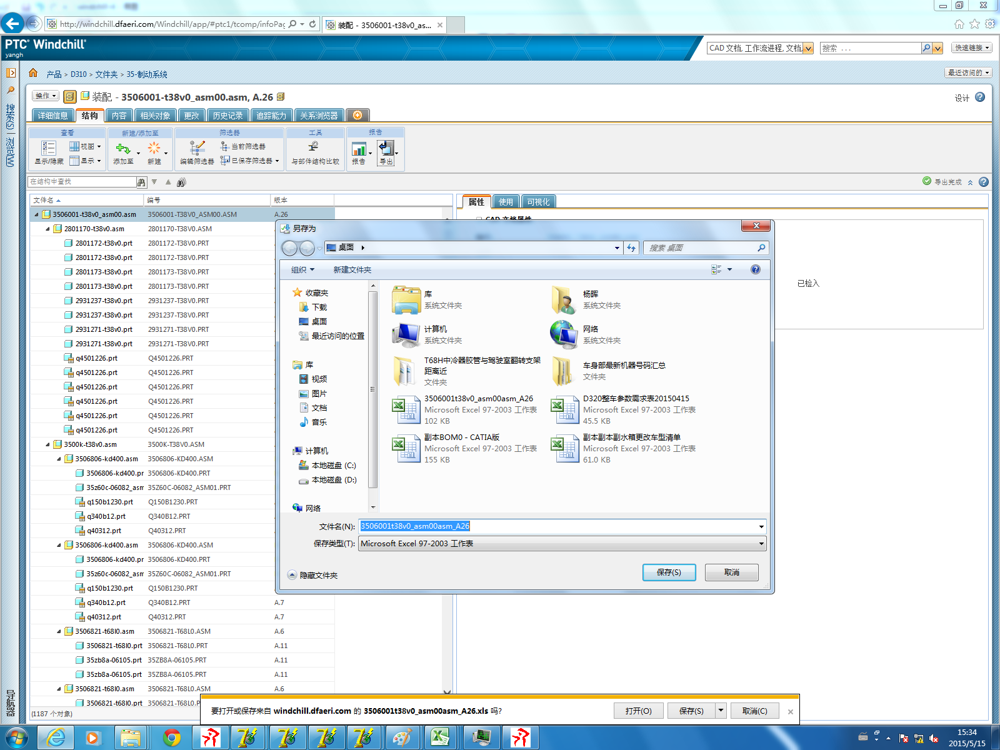 http://windchill.dfaeri.com/Windchill/app/#ptc1/tcomp/infoPag
装配 - 3506001-t38v0_as...
PTC Windchill
yangh
CAD 文档, 工作流进程, 文档,
搜索 ...
快速链接
产品 > D310 > 文件夹 > 35-制动系统
最近访问的
搜索(S) | 浏览(W)
导航器
操作
装配 - 3506001-t38v0_asm00.asm, A.26
设计
详细信息 结构 内容 相关对象 更改 历史记录 追踪能力 关系浏览器
查看 新建/添加至 筛选器 工具 报告
视图
当前筛选器
显示/隐藏 显示 添加至 新建 编辑筛选器 已保存筛选器 与部件结构比较 报告 导出
在结构中查找
导出完成
文件名 编号 版本
属性 使用 可视化
CAD 文档属性
已检入
3506001-t38v0_asm00.asm 3506001-T38V0_ASM00.ASM A.26
2801170-t38v0.asm 2801170-T38V0.ASM
2801172-t38v0.prt 2801172-T38V0.PRT
2801172-t38v0.prt 2801172-T38V0.PRT
2801173-t38v0.prt 2801173-T38V0.PRT
2801173-t38v0.prt 2801173-T38V0.PRT
2931237-t38v0.prt 2931237-T38V0.PRT
2931237-t38v0.prt 2931237-T38V0.PRT
2931271-t38v0.prt 2931271-T38V0.PRT
2931271-t38v0.prt 2931271-T38V0.PRT
q4501226.prt Q4501226.PRT
q4501226.prt Q4501226.PRT
q4501226.prt Q4501226.PRT
q4501226.prt Q4501226.PRT
q4501226.prt Q4501226.PRT
q4501226.prt Q4501226.PRT
3500k-t38v0.asm 3500K-T38V0.ASM
3506806-kd400.asm 3506806-KD400.ASM
3506806-kd400.pr 3506806-KD400.PRT
35z60c-06082_asm 35Z60C-06082_ASM01.PRT
q150b1230.prt Q150B1230.PRT
q340b12.prt Q340B12.PRT
q40312.prt Q40312.PRT
3506806-kd400.asm 3506806-KD400.ASM
3506806-kd400.pr 3506806-KD400.PRT
35z60c-06082_asm 35Z60C-06082_ASM01.PRT
q150b1230.prt Q150B1230.PRT
q340b12.prt Q340B12.PRT A.7
q40312.prt Q40312.PRT A.7
3506821-t68l0.asm 3506821-T68L0.ASM A.6
3506821-t68l0.prt 3506821-T68L0.PRT A.11
35zb8a-06105.prt 35ZB8A-06105.PRT A.11
35zb8a-06105.prt 35ZB8A-06105.PRT A.11
3506821-t68l0.asm 3506821-T68L0.ASM A.6
3506821-t68l0.prt 3506821-T68L0.P
(1187 个对象)
另存为
桌面
搜索 桌面
组织 新建文件夹
收藏夹
下载
桌面
最近访问的位置
库
视频
图片
文档
音乐
计算机
本地磁盘 (C:)
本地磁盘 (D:)
网络
库
系统文件夹
杨晖
系统文件夹
计算机
系统文件夹
网络
系统文件夹
T68H中冷器胶管与驾驶室翻转支架
距离近
文件夹
车身部最新机器号码汇总
文件夹
3506001t38v0_asm00asm_A26
Microsoft Excel 97-2003 工作表
102 KB
D320整车参数需求表20150415
Microsoft Excel 97-2003 工作表
45.5 KB
副本BOM0 - CATIA版
Microsoft Excel 97-2003 工作表
155 KB
副本副本副水箱更改车型清单
Microsoft Excel 97-2003 工作表
61.0 KB
文件名(N): 3506001t38v0_asm00asm_A26
保存类型(T): Microsoft Excel 97-2003 工作表
隐藏文件夹
保存(S) 取消
要打开或保存来自 windchill.dfaeri.com 的 3506001t38v0_asm00asm_A26.xls 吗?
打开(O) 保存(S) 取消(C)
15:34
2015/5/15